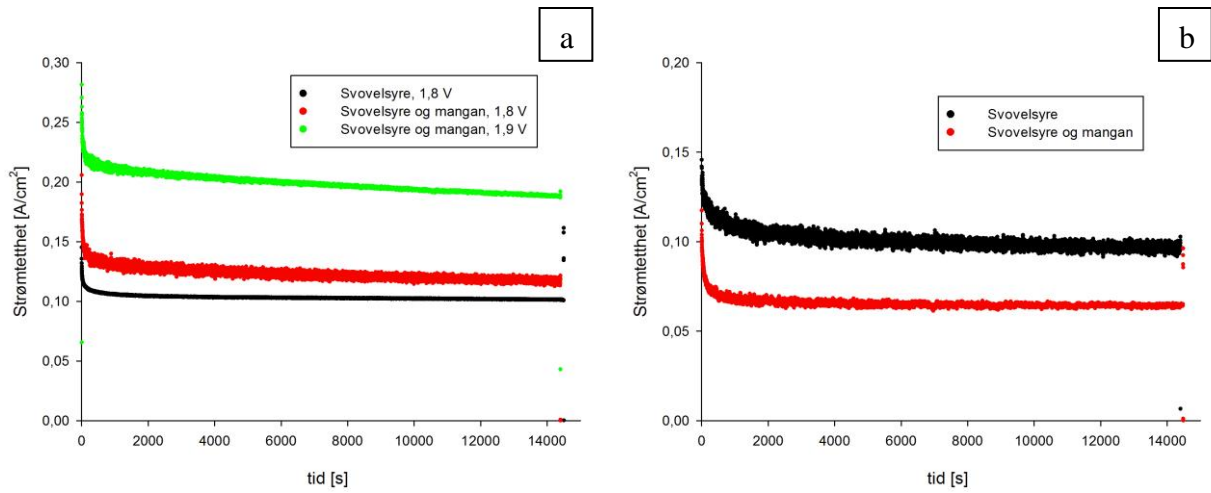 a
0,30
0,25
0,20
0,15
0,10
0,05
0,00
Strømtetthet [A/cm²]
Svovelsyre, 1,8 V
Svovelsyre og mangan, 1,8 V
Svovelsyre og mangan, 1,9 V
0 2000 4000 6000 8000 10000 12000 14000
tid [s]
b
0,20
0,15
0,10
0,05
0,00
Strømtetthet [A/cm²]
Svovelsyre
Svovelsyre og mangan
0 2000 4000 6000 8000 10000 12000 14000
tid [s]